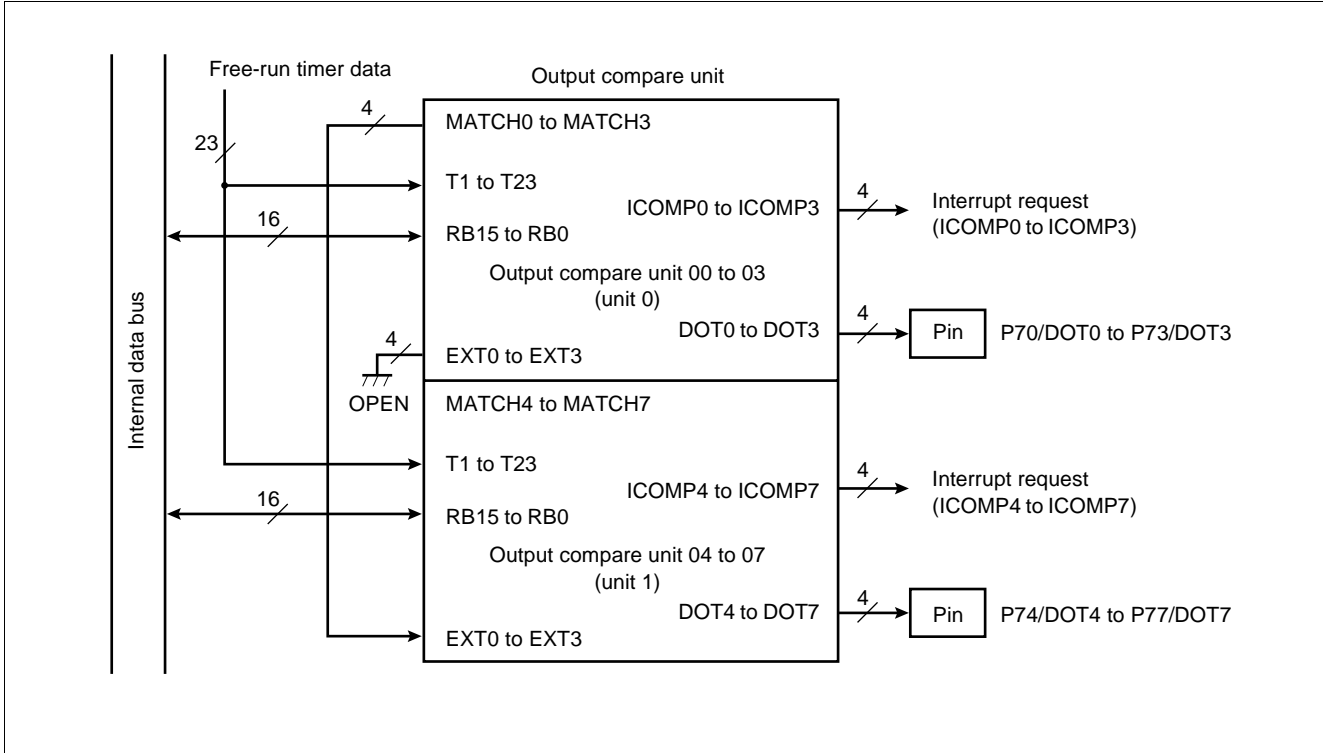 Free-run timer data
Output compare unit
4
MATCH0 to MATCH3
23
T1 to T23
ICOMP0 to ICOMP3
4
Interrupt request
(ICOMP0 to ICOMP3)
16
RB15 to RB0
Output compare unit 00 to 03
(unit 0)
DOT0 to DOT3
4
Pin
P70/DOT0 to P73/DOT3
4
EXT0 to EXT3
OPEN
Internal data bus
MATCH4 to MATCH7
T1 to T23
ICOMP4 to ICOMP7
4
Interrupt request
(ICOMP4 to ICOMP7)
16
RB15 to RB0
Output compare unit 04 to 07
(unit 1)
DOT4 to DOT7
4
Pin
P74/DOT4 to P77/DOT7
EXT0 to EXT3